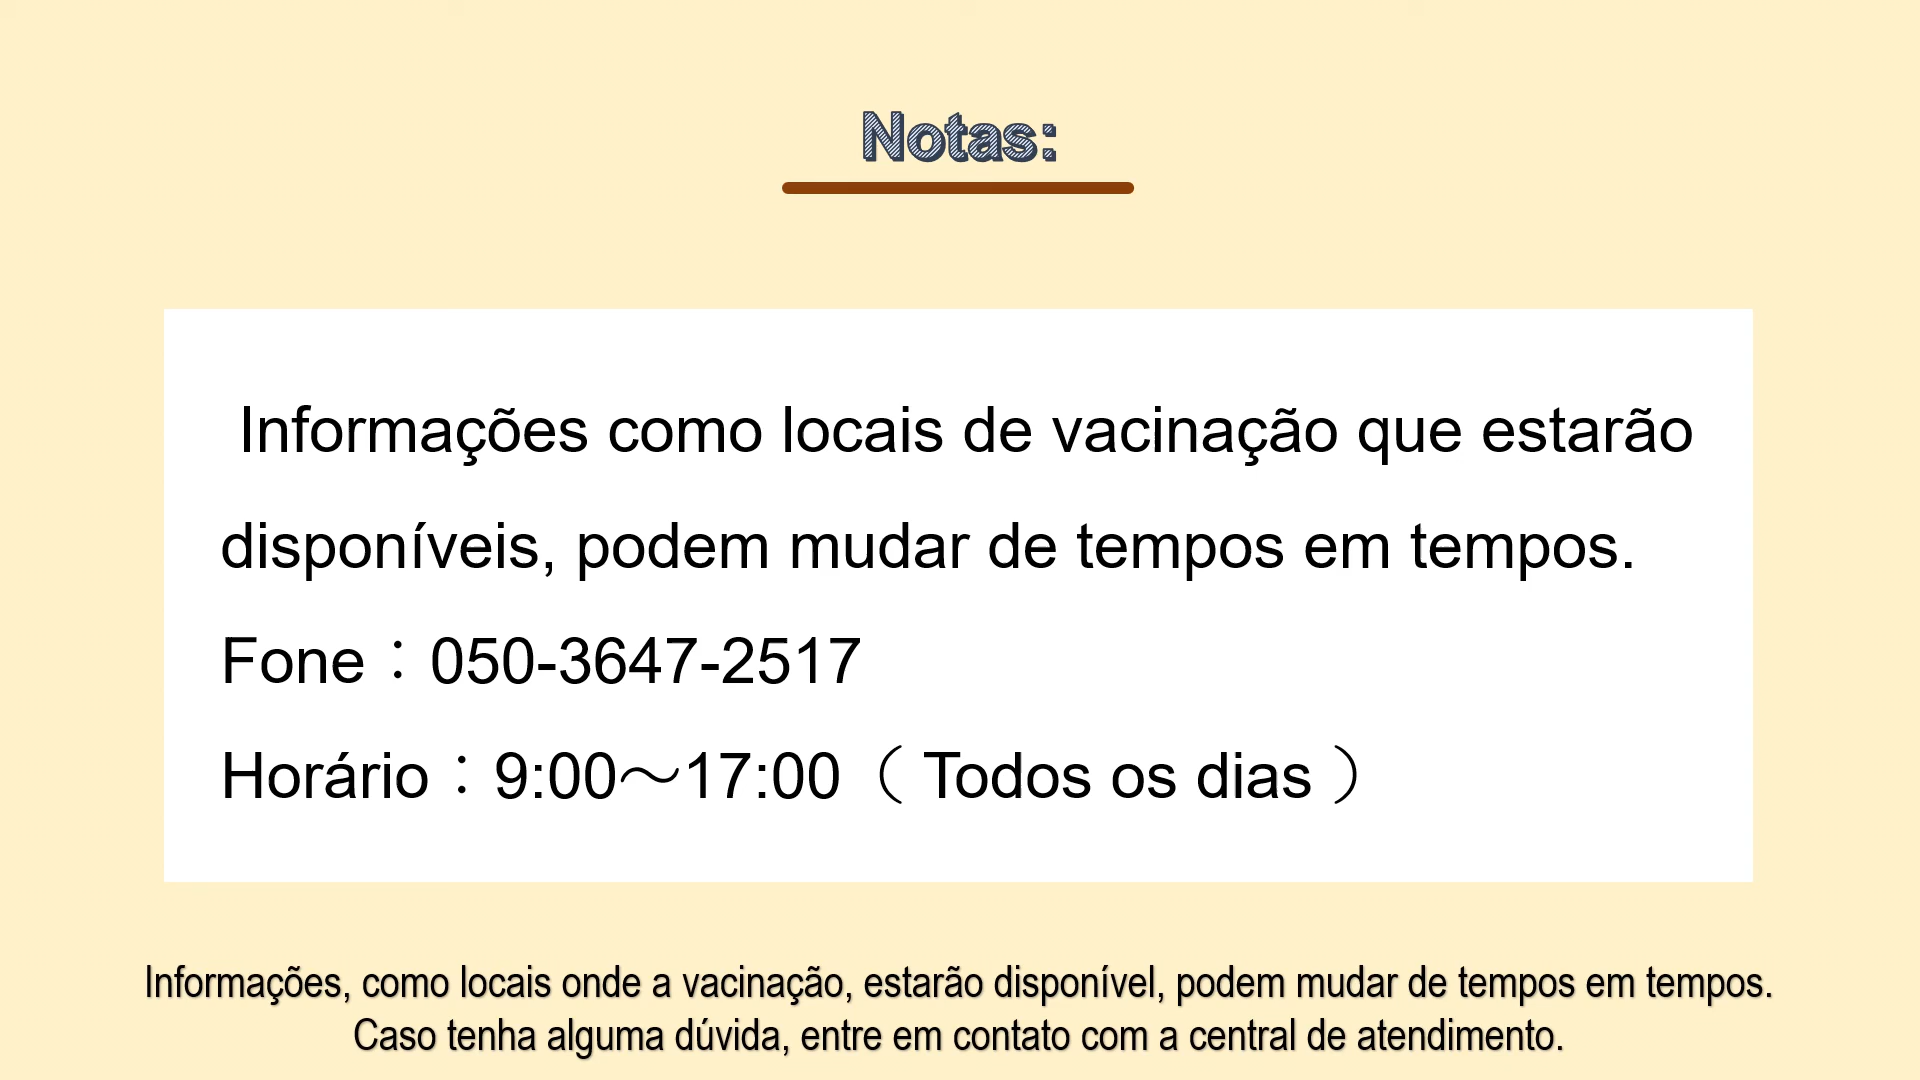 Notas:
Informações como locais de vacinação que estarão
disponíveis, podem mudar de tempos em tempos.
Fone：050-3647-2517
Horário：9:00～17:00（ Todos os dias ）
Informações, como locais onde a vacinação, estarão disponível, podem mudar de tempos em tempos.
Caso tenha alguma dúvida, entre em contato com a central de atendimento.